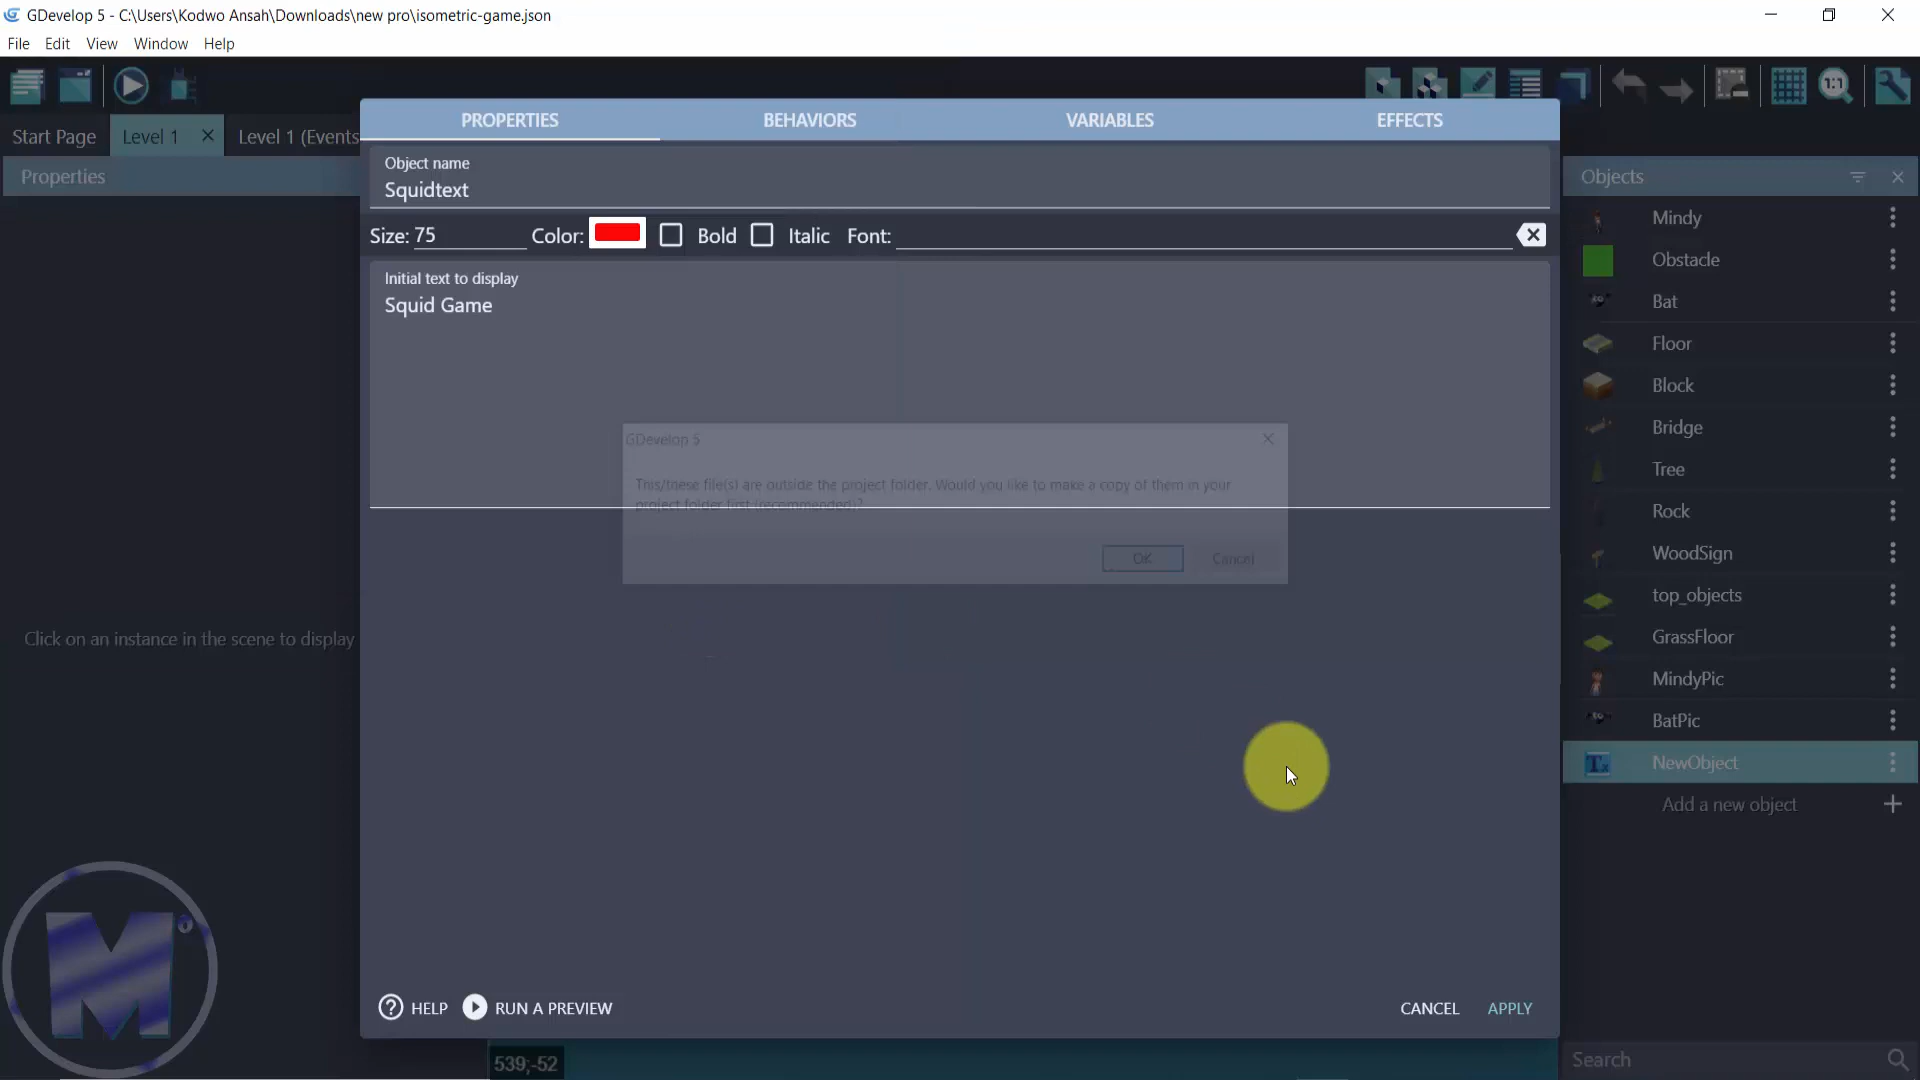 GDevelop 5 - C:\Users\Kodwo Ansah\Downloads\new pro\isometric-game.json
File Edit View Window Help
1:1
Start Page Level 1 Level 1 (Events
Properties
Click on an instance in the scene to display
PROPERTIES BEHAVIORS VARIABLES EFFECTS
Object name
Squidtext
Size: 75 Color: Bold Italic Font:
Initial text to display
Squid Game
GDevelop 5
This/these file(s) are outside the project folder. Would you like to make a copy of them in your
project folder first (recommended)?
OK Cancel
HELP RUN A PREVIEW CANCEL APPLY
539;-52
Objects
Mindy
Obstacle
Bat
Floor
Block
Bridge
Tree
Rock
WoodSign
top_objects
GrassFloor
MindyPic
BatPic
NewObject
Add a new object
Search
M